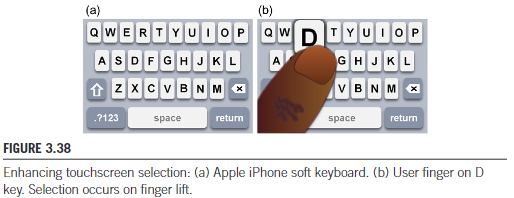 (a)
Q W E R T Y U I O P
A S D F G H J K L
Z X C V B N M
.?123 space return
(b)
Q W D T Y U I O P
A G H J K L
V B N M
space return
FIGURE 3.38
Enhancing touchscreen selection: (a) Apple iPhone soft keyboard. (b) User finger on D
key. Selection occurs on finger lift.